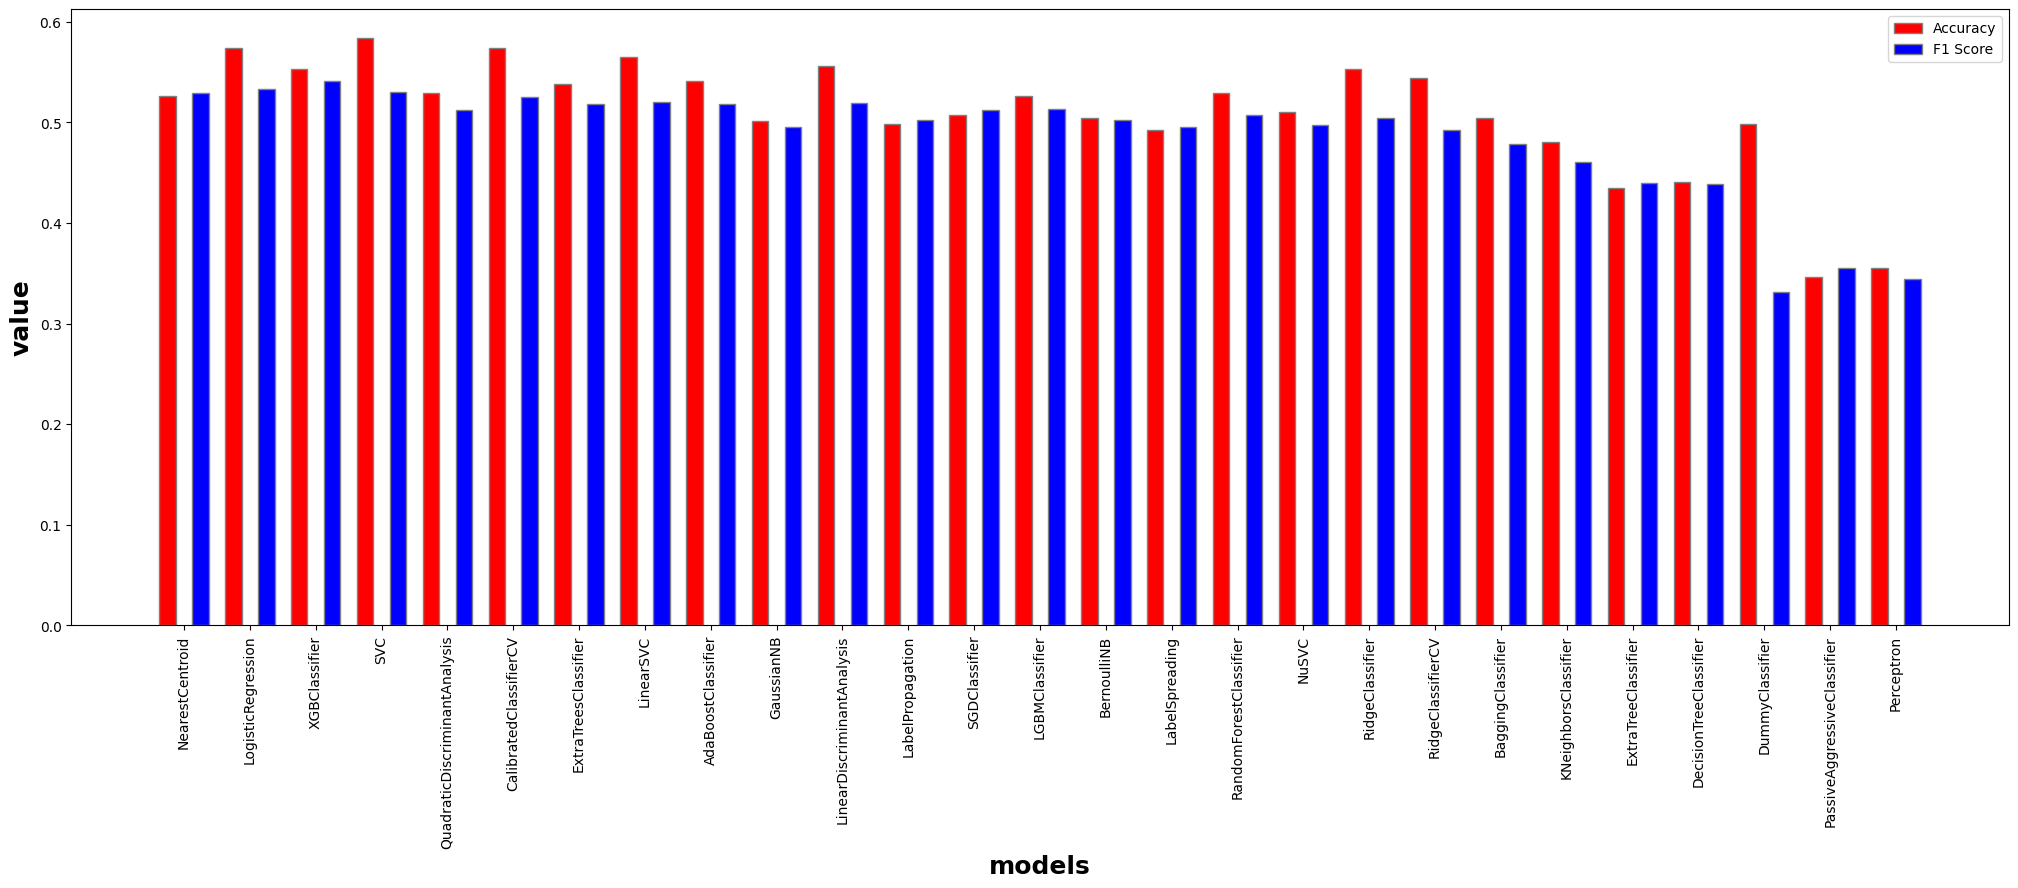 0.6
0.5
0.4
0.3
0.2
0.1
0.0
value
Accuracy
F1 Score
NearestCentroid
LogisticRegression
XGBClassifier
SVC
QuadraticDiscriminantAnalysis
CalibratedClassifierCV
ExtraTreesClassifier
LinearSVC
AdaBoostClassifier
GaussianNB
LinearDiscriminantAnalysis
LabelPropagation
SGDClassifier
LGBMClassifier
BernoulliNB
LabelSpreading
RandomForestClassifier
NuSVC
RidgeClassifier
RidgeClassifierCV
BaggingClassifier
KNeighborsClassifier
ExtraTreeClassifier
DecisionTreeClassifier
DummyClassifier
PassiveAggressiveClassifier
Perceptron
models